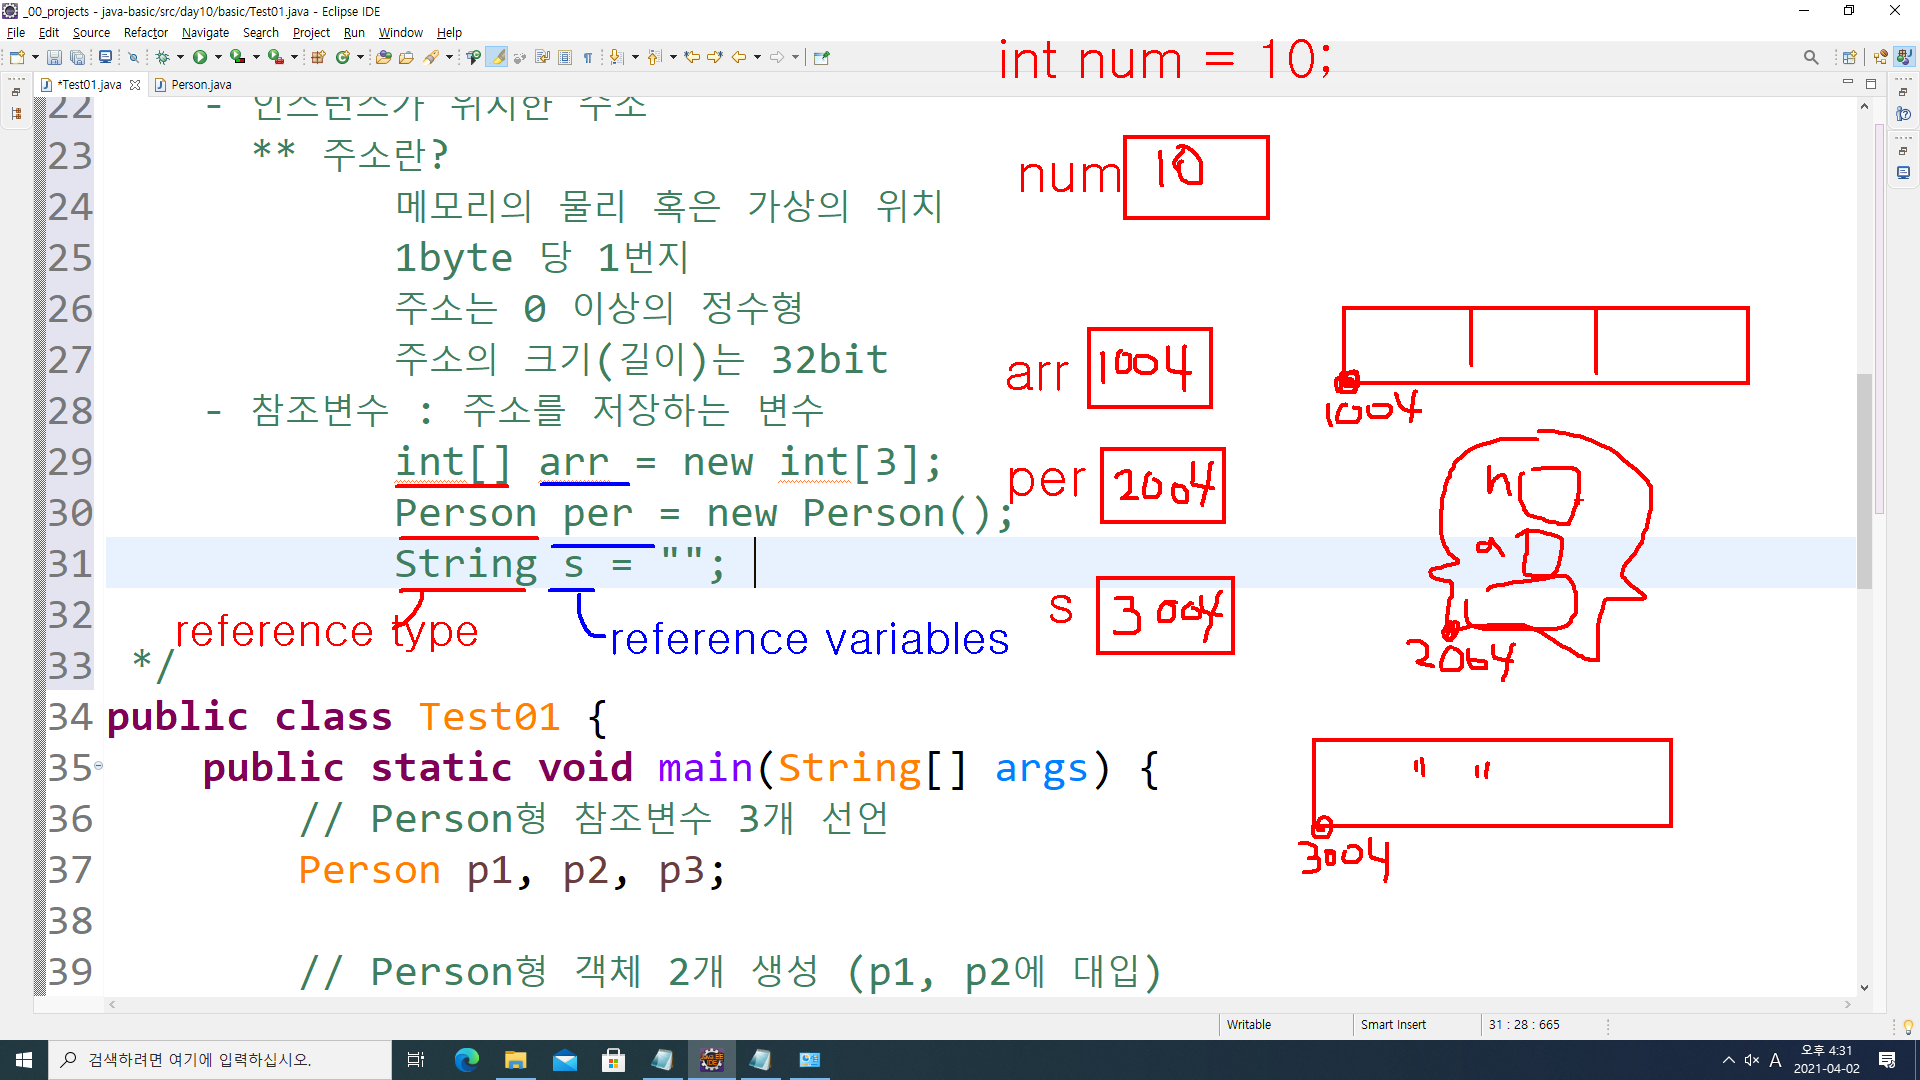 _00_projects - java-basic/src/day10/basic/Test01.java - Eclipse IDE
File Edit Source Refactor Navigate Search Project Run Window Help
int num = 10;
*Test01.java
Person.java
22 - 인스턴스가 위치한 주소
23 ** 주소란?
num 10
24 메모리의 물리 혹은 가상의 위치
25 1byte 당 1번지
26 주소는 0 이상의 정수형
27 주소의 크기(길이)는 32bit
arr 1004
1004
28 - 참조변수 : 주소를 저장하는 변수
29 int[] arr = new int[3];
per 2004
n
a
2004
30 Person per = new Person();
31 String s = "";
s 3004
32
reference type
reference variables
33 */
34 public class Test01 {
35 public static void main(String[] args) {
" "
3004
36 // Person형 참조변수 3개 선언
37 Person p1, p2, p3;
38
39 // Person형 객체 2개 생성 (p1, p2에 대입)
Writable
Smart Insert
31 : 28 : 665
검색하려면 여기에 입력하십시오.
A
오후 4:31
2021-04-02